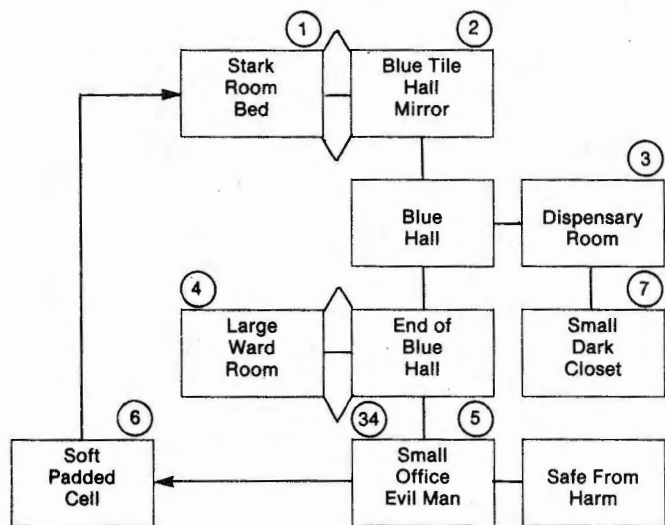 1
2
Stark
Room
Bed
Blue Tile
Hall
Mirror
3
Blue
Hall
Dispensary
Room
4
7
Large
Ward
Room
End of
Blue
Hall
Small
Dark
Closet
6
34
5
Soft
Padded
Cell
Small
Office
Evil Man
Safe From
Harm